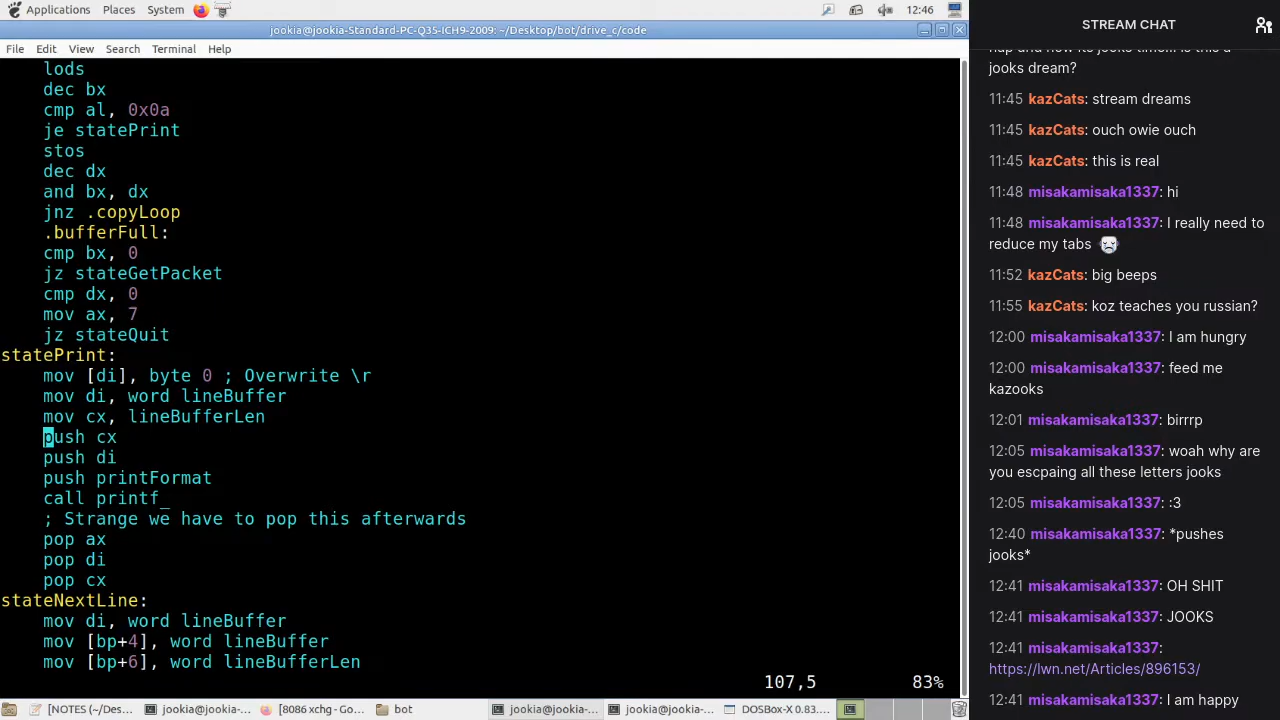 Applications Places System 12:46
jookia@jookia-Standard-PC-Q35-ICH9-2009: ~/Desktop/bot/drive_c/code
File Edit View Search Terminal Help
lods
dec bx
cmp al, 0x0a
je statePrint
stos
dec dx
and bx, dx
jnz .copyLoop
.bufferFull:
cmp bx, 0
jz stateGetPacket
cmp dx, 0
mov ax, 7
jz stateQuit
statePrint:
mov [di], byte 0 ; Overwrite \r
mov di, word lineBuffer
mov cx, lineBufferLen
push cx
push di
push printFormat
call printf_
; Strange we have to pop this afterwards
pop ax
pop di
pop cx
stateNextLine:
mov di, word lineBuffer
mov [bp+4], word lineBuffer
mov [bp+6], word lineBufferLen
107,5 83%
[NOTES (~/Des... jookia@jookia-... [8086 xchg - Go... bot jookia@jookia-... jookia@jookia-... DOSBox-X 0.83....
STREAM CHAT
jooks dream?
11:45 kazCats: stream dreams
11:45 kazCats: ouch owie ouch
11:45 kazCats: this is real
11:48 misakamisaka1337: hi
11:48 misakamisaka1337: I really need to
reduce my tabs
11:52 kazCats: big beeps
11:55 kazCats: koz teaches you russian?
12:00 misakamisaka1337: I am hungry
12:00 misakamisaka1337: feed me
kazooks
12:01 misakamisaka1337: birrrp
12:05 misakamisaka1337: woah why are
you escpaing all these letters jooks
12:05 misakamisaka1337: :3
12:40 misakamisaka1337: *pushes
jooks*
12:41 misakamisaka1337: OH SHIT
12:41 misakamisaka1337: JOOKS
12:41 misakamisaka1337:
https://lwn.net/Articles/896153/
12:41 misakamisaka1337: I am happy